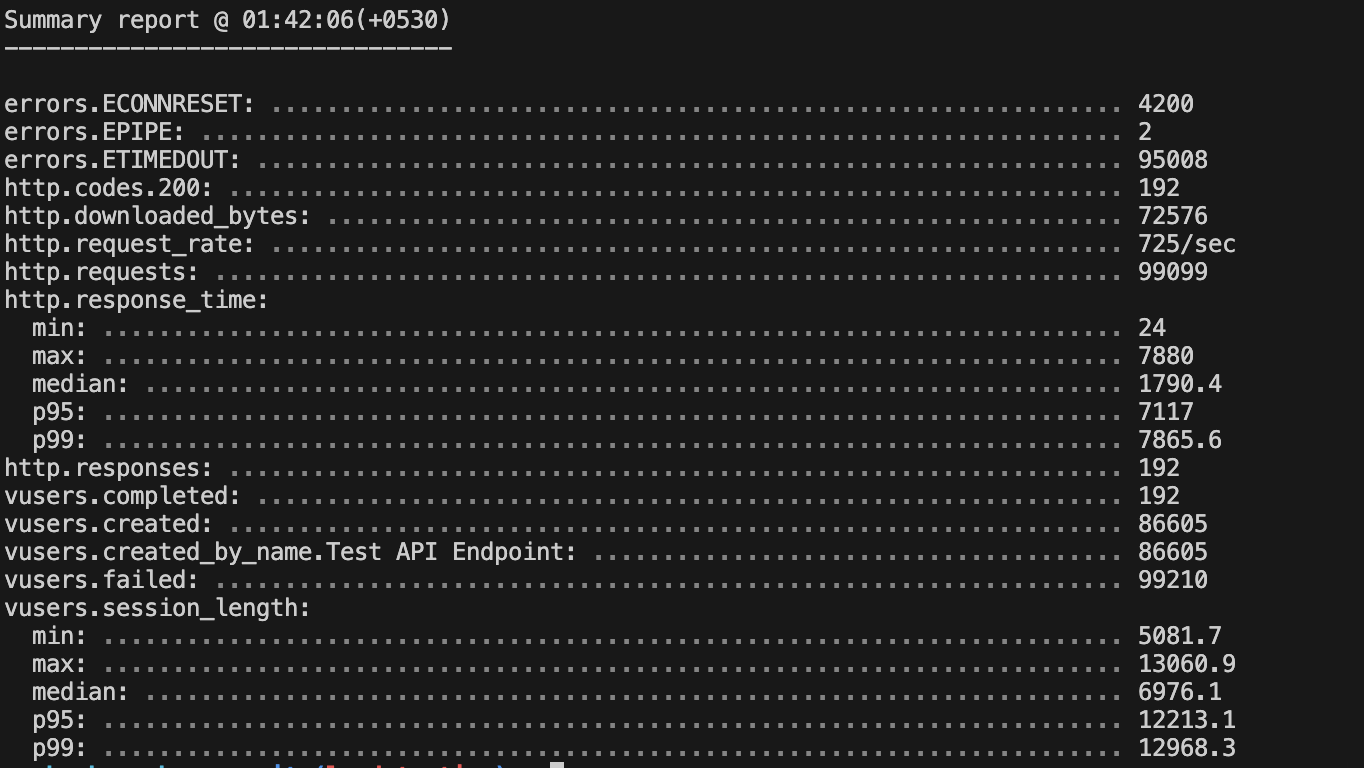 Summary report @ 01:42:06(+0530)
--------------------------------
errors.ECONNRESET: ............................................................. 4200
errors.EPIPE: .................................................................. 2
errors.ETIMEDOUT: .............................................................. 95008
http.codes.200: ................................................................ 192
http.downloaded_bytes: ......................................................... 72576
http.request_rate: ............................................................. 725/sec
http.requests: ................................................................. 99099
http.response_time:
  min: ......................................................................... 24
  max: ......................................................................... 7880
  median: ...................................................................... 1790.4
  p95: ......................................................................... 7117
  p99: ......................................................................... 7865.6
http.responses: ................................................................ 192
vusers.completed: .............................................................. 192
vusers.created: ................................................................ 86605
vusers.created_by_name.Test API Endpoint: ...................................... 86605
vusers.failed: ................................................................. 99210
vusers.session_length:
  min: ......................................................................... 5081.7
  max: ......................................................................... 13060.9
  median: ...................................................................... 6976.1
  p95: ......................................................................... 12213.1
  p99: ......................................................................... 12968.3